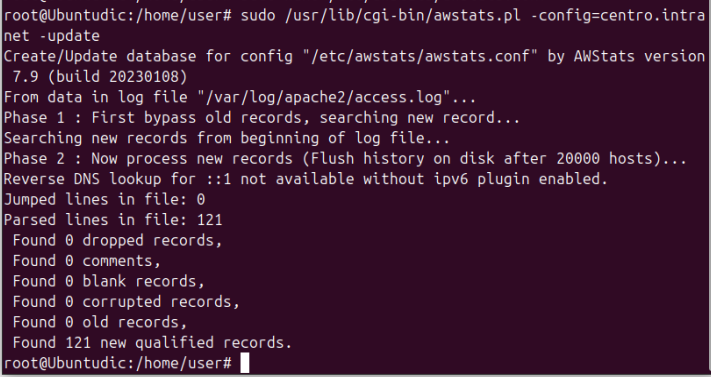 root@Ubuntudic:/home/user# sudo /usr/lib/cgi-bin/awstats.pl -config=centro.intra
net -update
Create/Update database for config "/etc/awstats/awstats.conf" by AWStats version
 7.9 (build 20230108)
From data in log file "/var/log/apache2/access.log"...
Phase 1 : First bypass old records, searching new record...
Searching new records from beginning of log file...
Phase 2 : Now process new records (Flush history on disk after 20000 hosts)...
Reverse DNS lookup for ::1 not available without ipv6 plugin enabled.
Jumped lines in file: 0
Parsed lines in file: 121
 Found 0 dropped records,
 Found 0 comments,
 Found 0 blank records,
 Found 0 corrupted records,
 Found 0 old records,
 Found 121 new qualified records.
root@Ubuntudic:/home/user#